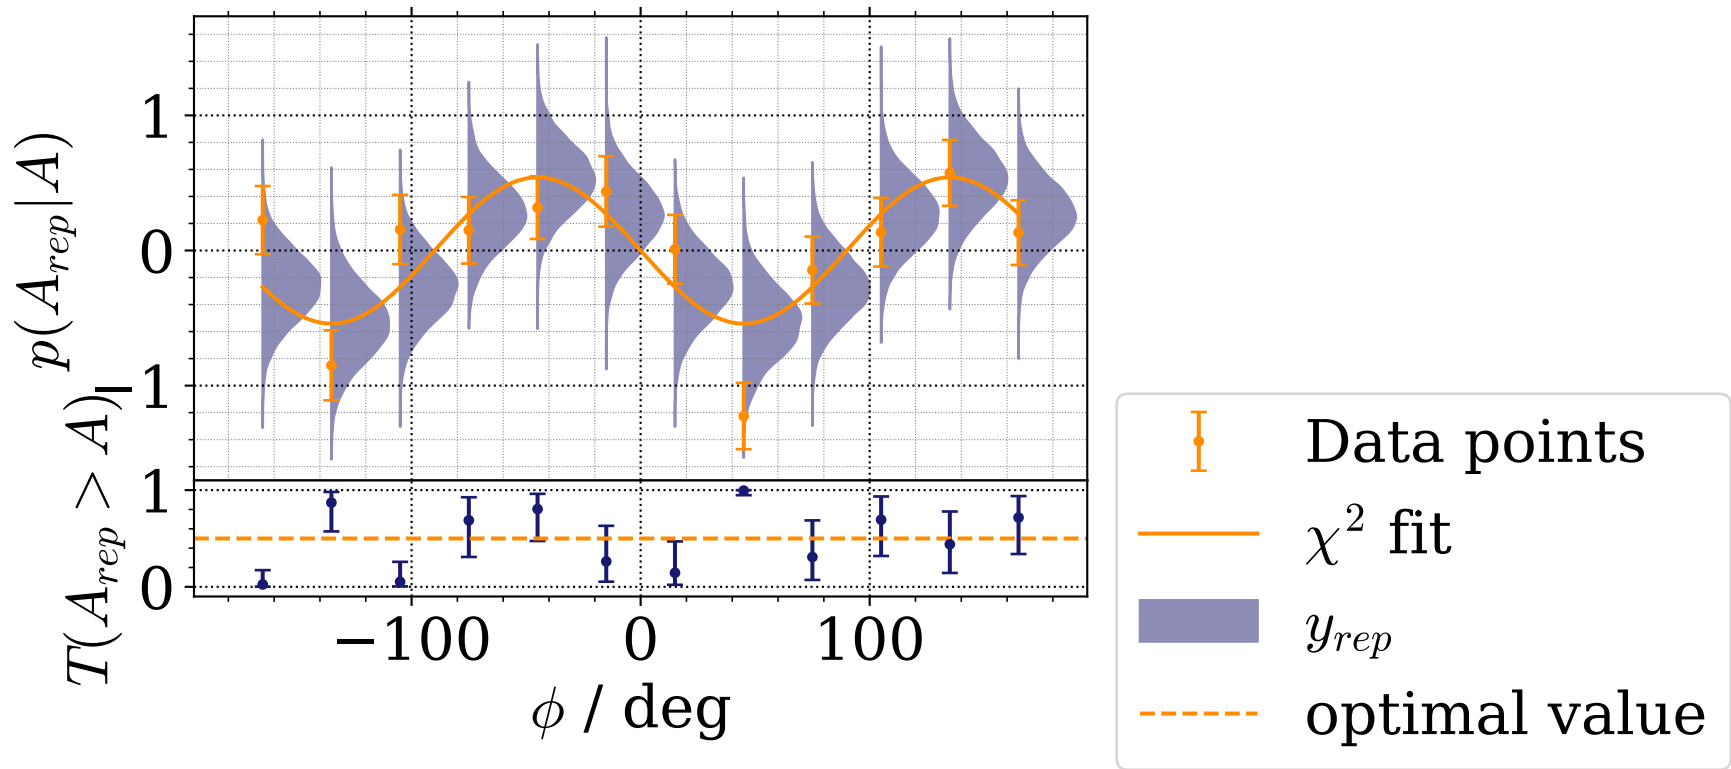 p(A_rep|A)
1
0
−1
T(A_rep > A)
1
0
−100
0
100
ϕ / deg
Data points
χ² fit
y_rep
optimal value